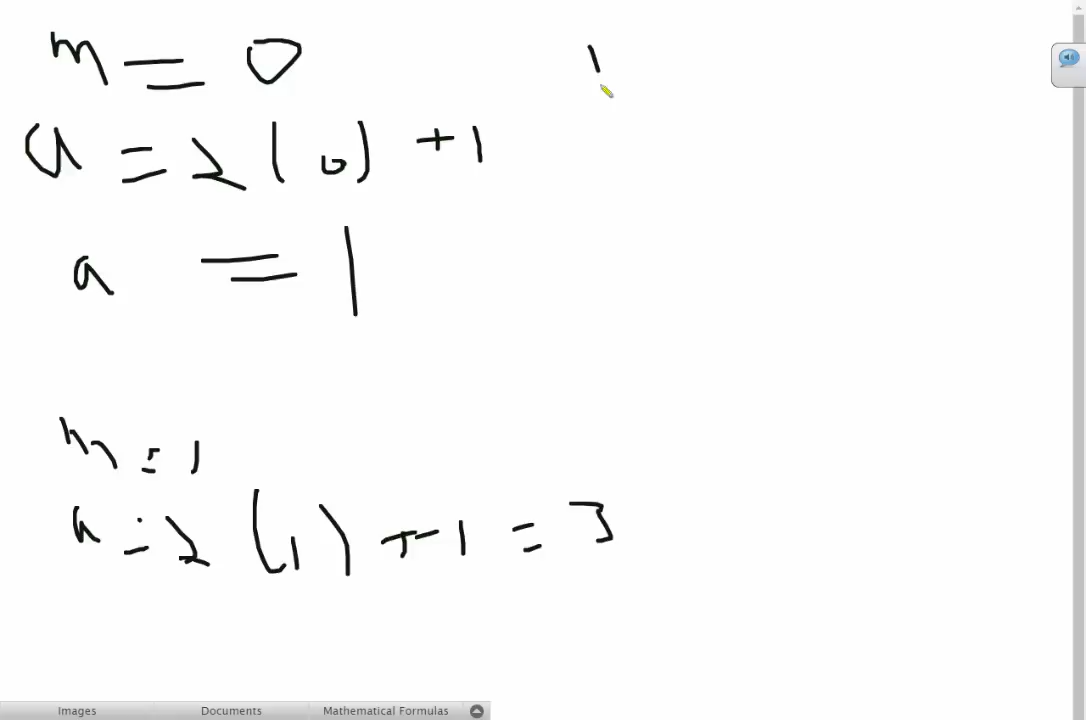 m = 0
a = 2(0) +1
a = 1
m = 1
a = 2(1) +1 = 3
Images
Documents
Mathematical Formulas